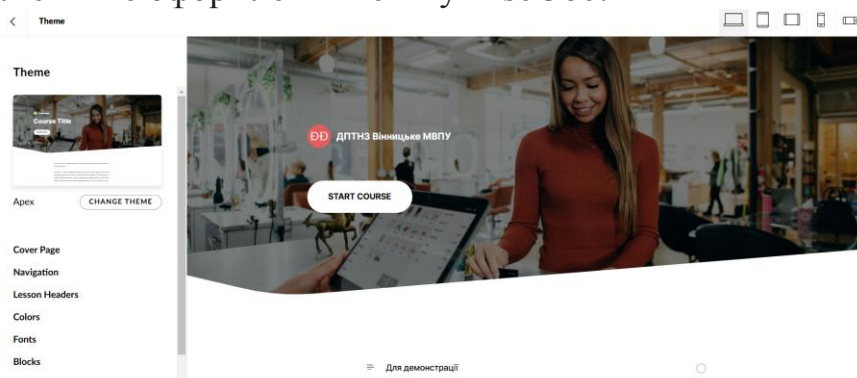 Theme
Theme
Course Title
Apex
CHANGE THEME
Cover Page
Navigation
Lesson Headers
Colors
Fonts
Blocks
ĐĐ ДПТНЗ Вінницьке МВПУ
START COURSE
Для демонстрації